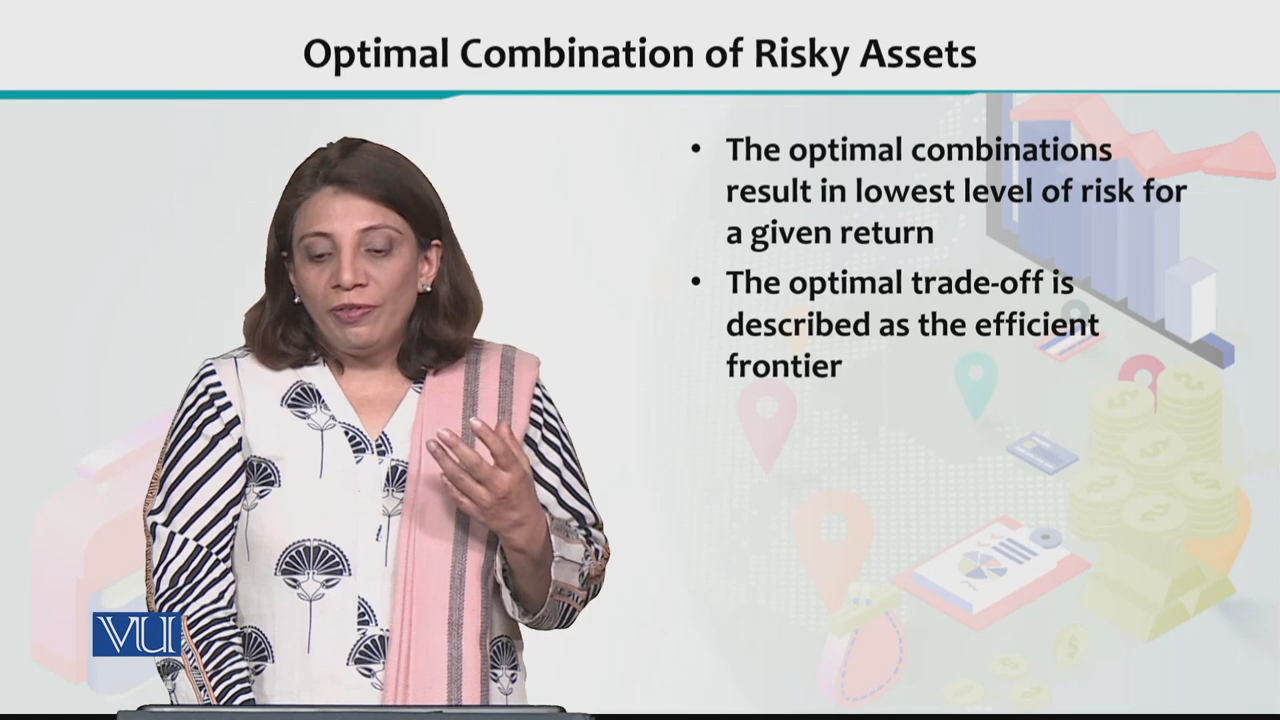 Optimal Combination of Risky Assets
• The optimal combinations
result in lowest level of risk for
a given return
• The optimal trade-off is
described as the efficient
frontier
VU